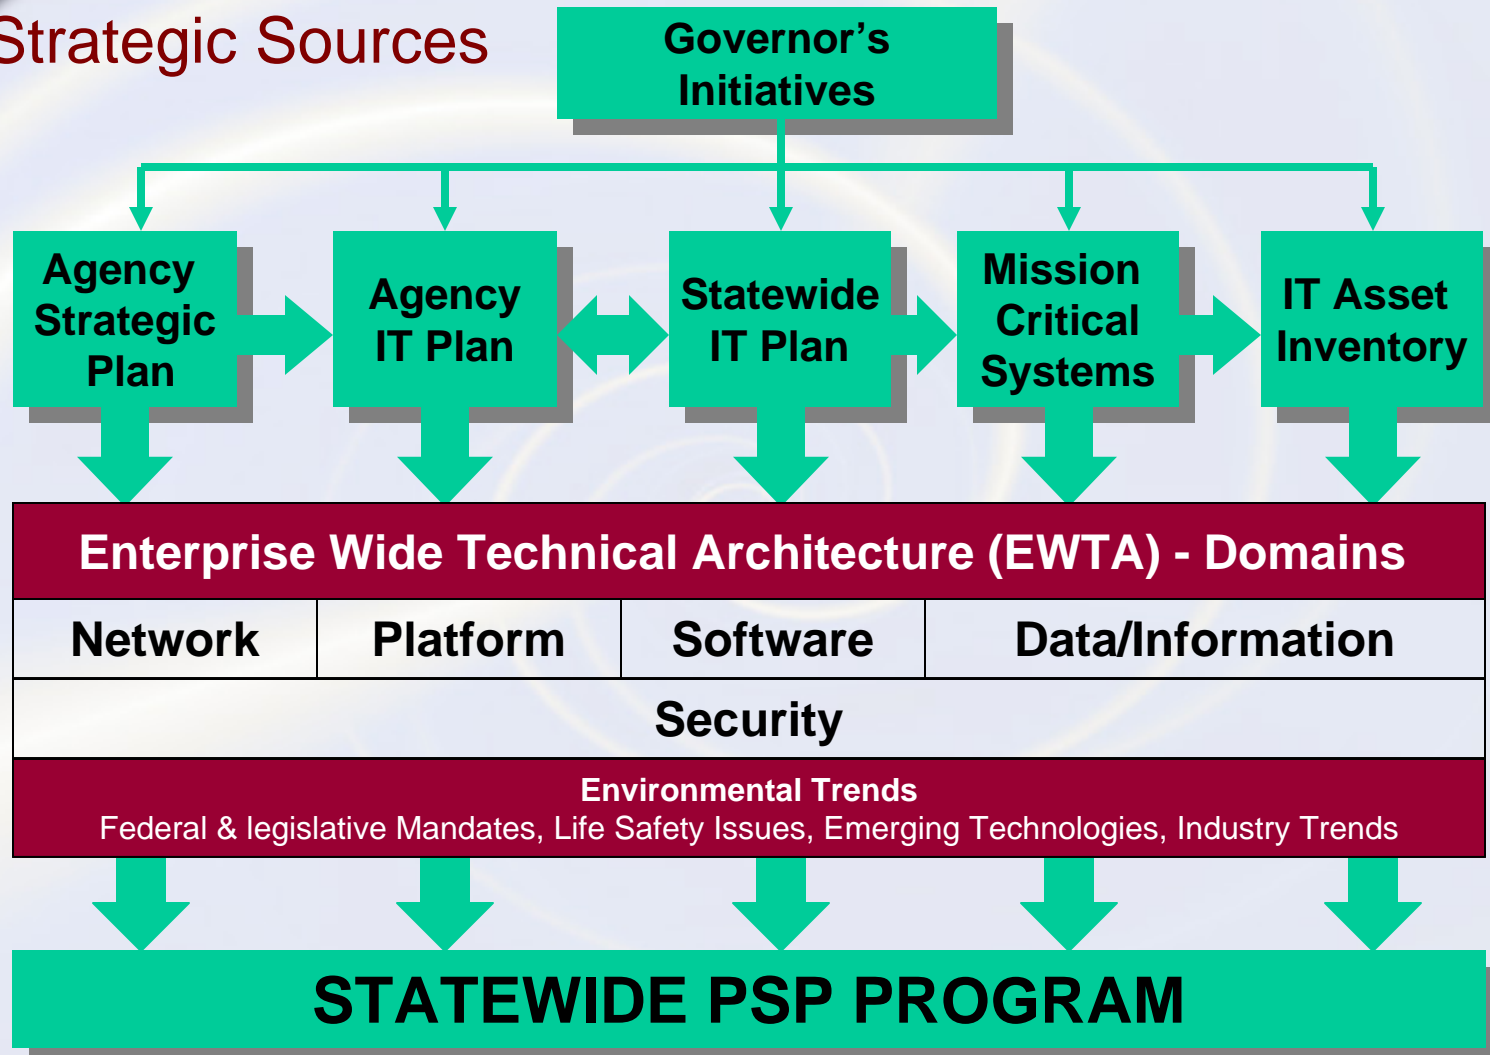 Strategic Sources
Governor’s
Initiatives
Agency
Strategic
Plan
Agency
IT Plan
Statewide
IT Plan
Mission
Critical
Systems
IT Asset
Inventory
Enterprise Wide Technical Architecture (EWTA) - Domains
Network
Platform
Software
Data/Information
Security
Environmental Trends
Federal & legislative Mandates, Life Safety Issues, Emerging Technologies, Industry Trends
STATEWIDE PSP PROGRAM